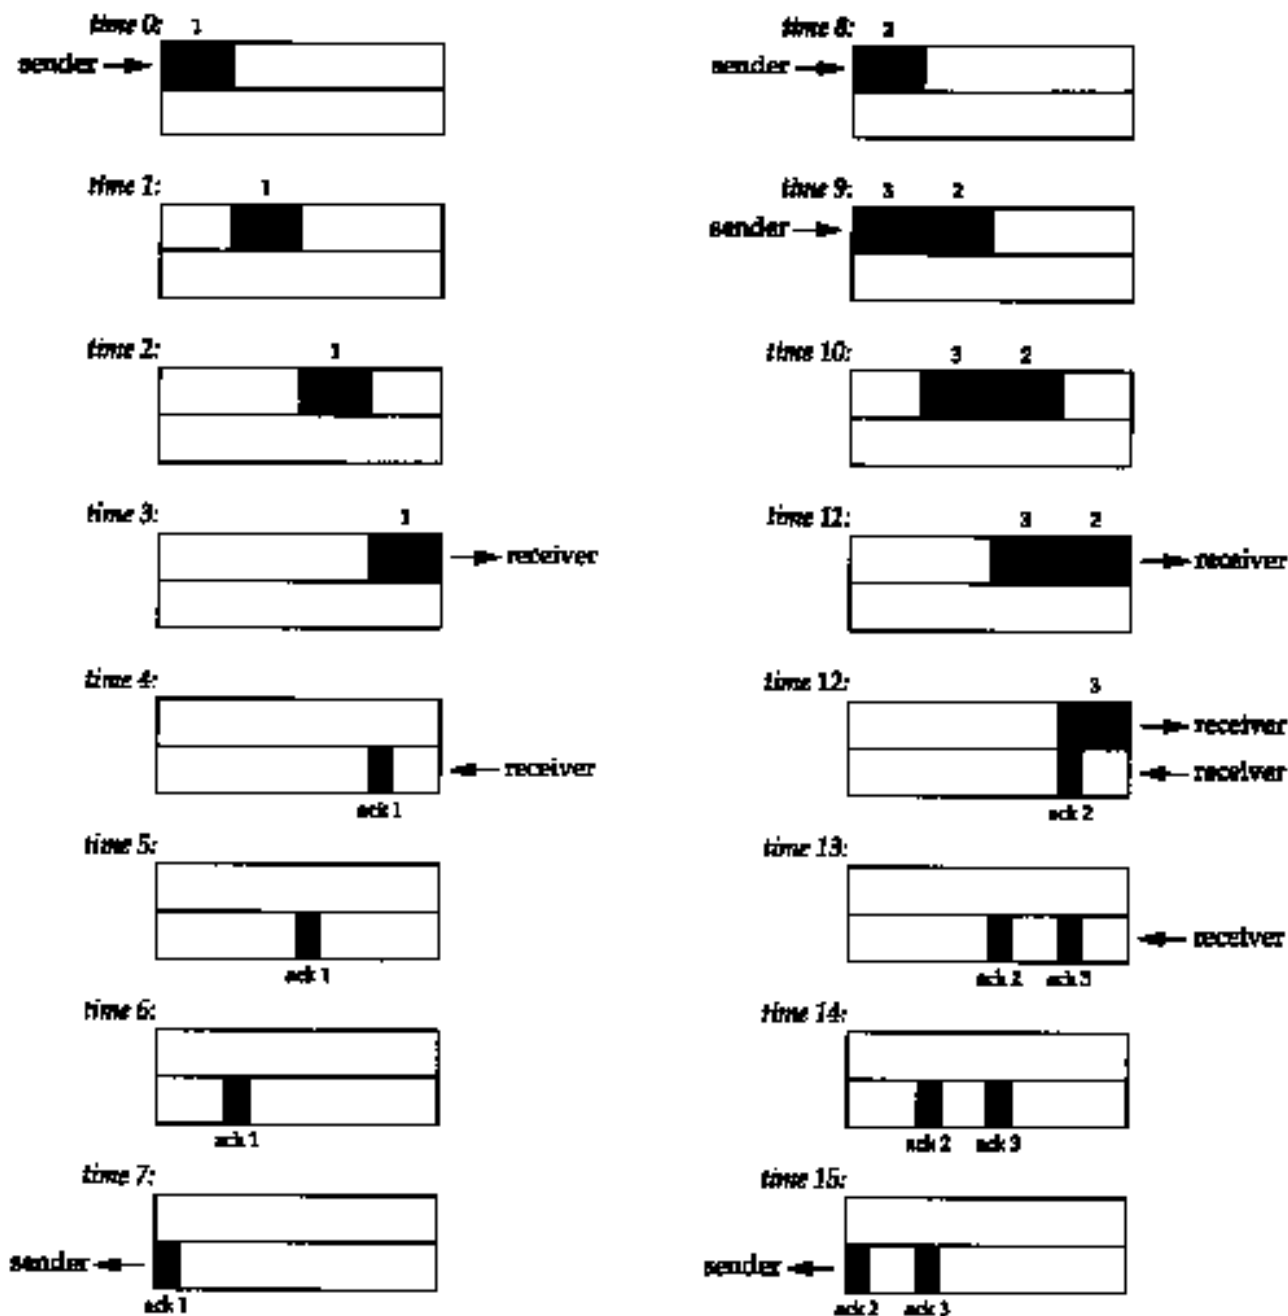 time 0: 1
sender
time 1: 1
time 2: 1
time 3: 1
receiver
time 4:
receiver
ack 1
time 5:
ack 1
time 6:
ack 1
time 7:
sender
ack 1
time 8: 2
sender
time 9: 3 2
sender
time 10: 3 2
time 11: 3 2
receiver
time 12: 3
receiver
receiver
ack 2
time 13:
receiver
ack 2 ack 3
time 14:
ack 2 ack 3
time 15:
sender
ack 2 ack 3